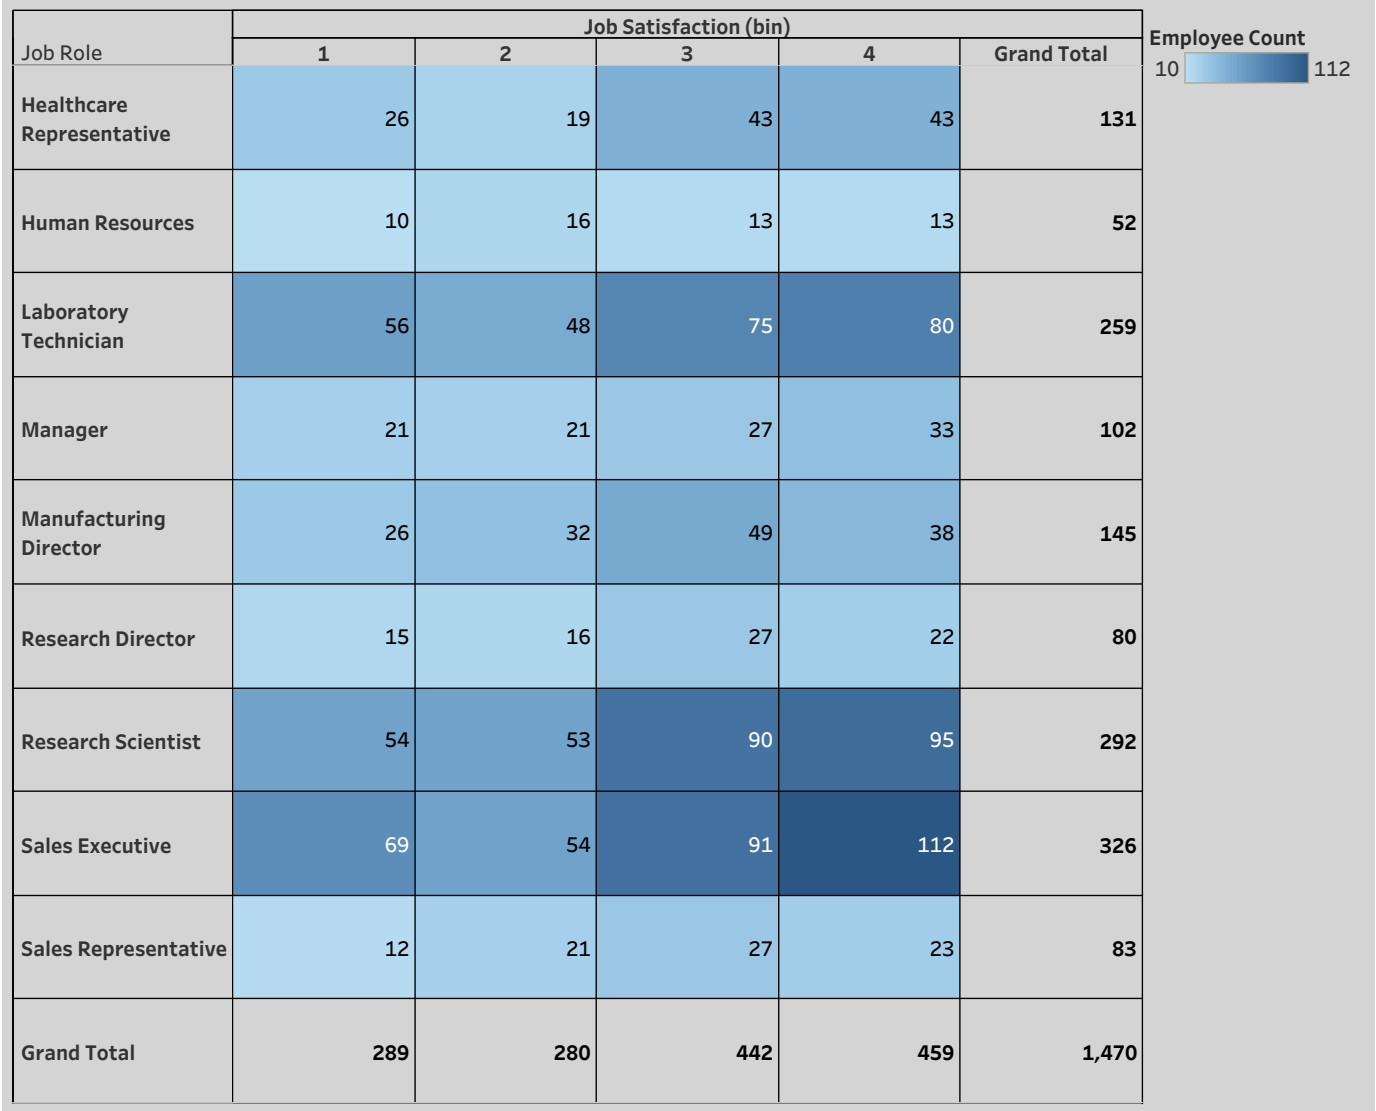 Job Satisfaction (bin)
Job Role 1 2 3 4 Grand Total
Employee Count
10 112
Healthcare
Representative 26 19 43 43 131
Human Resources 10 16 13 13 52
Laboratory
Technician 56 48 75 80 259
Manager 21 21 27 33 102
Manufacturing
Director 26 32 49 38 145
Research Director 15 16 27 22 80
Research Scientist 54 53 90 95 292
Sales Executive 69 54 91 112 326
Sales Representative 12 21 27 23 83
Grand Total 289 280 442 459 1,470